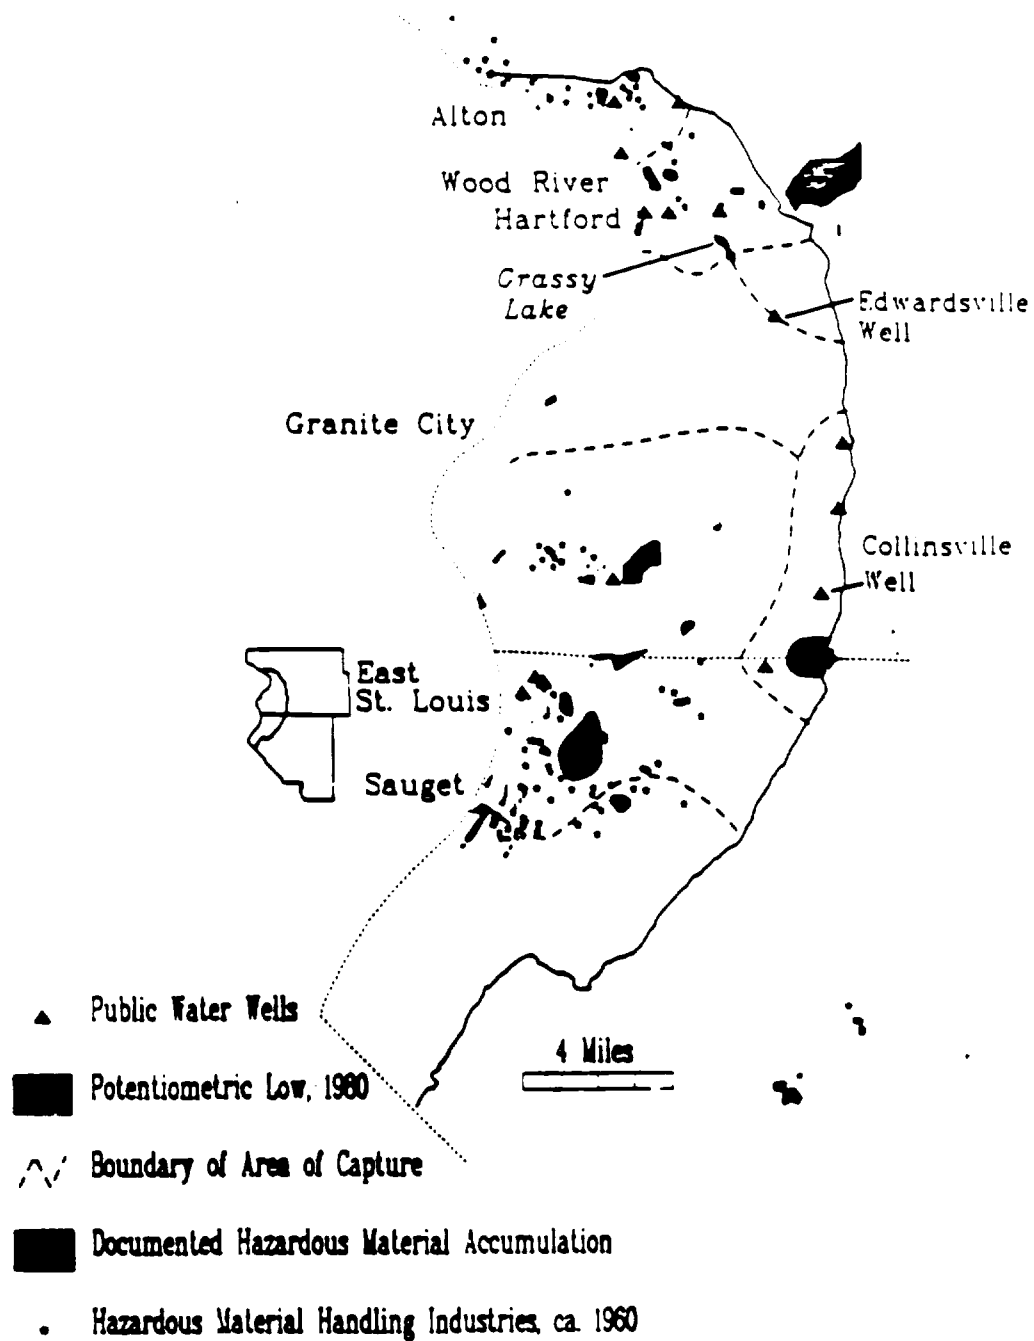 Alton
Wood River
Hartford
Grassy
Lake
Edwardsville
Well
Granite City
Collinsville
Well
East
St. Louis
Sauget
Public Water Wells
4 Miles
Potentiometric Low, 1980
Boundary of Area of Capture
Documented Hazardous Material Accumulation
Hazardous Material Handling Industries, ca. 1960